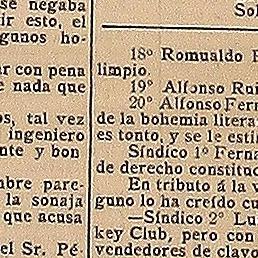 se negaba
ir esto, el
gunos ho-
ar con pena
e nada que
os, tal vez
ingeniero
nte y bon
mbre pare-
la sonaja
que acusa
el Sr. Pé-
Sol
18º Romualdo
limpio.
19º Alfonso Rui
20º Alfonso Fern
de la bohemia litera
es tonto, y se le esti
Síndico 1º Ferna
de derecho constituc
En tributo á la v
guno lo ha creído cu
—Síndico 2º Lu
key Club, pero con
vendedores de clavo